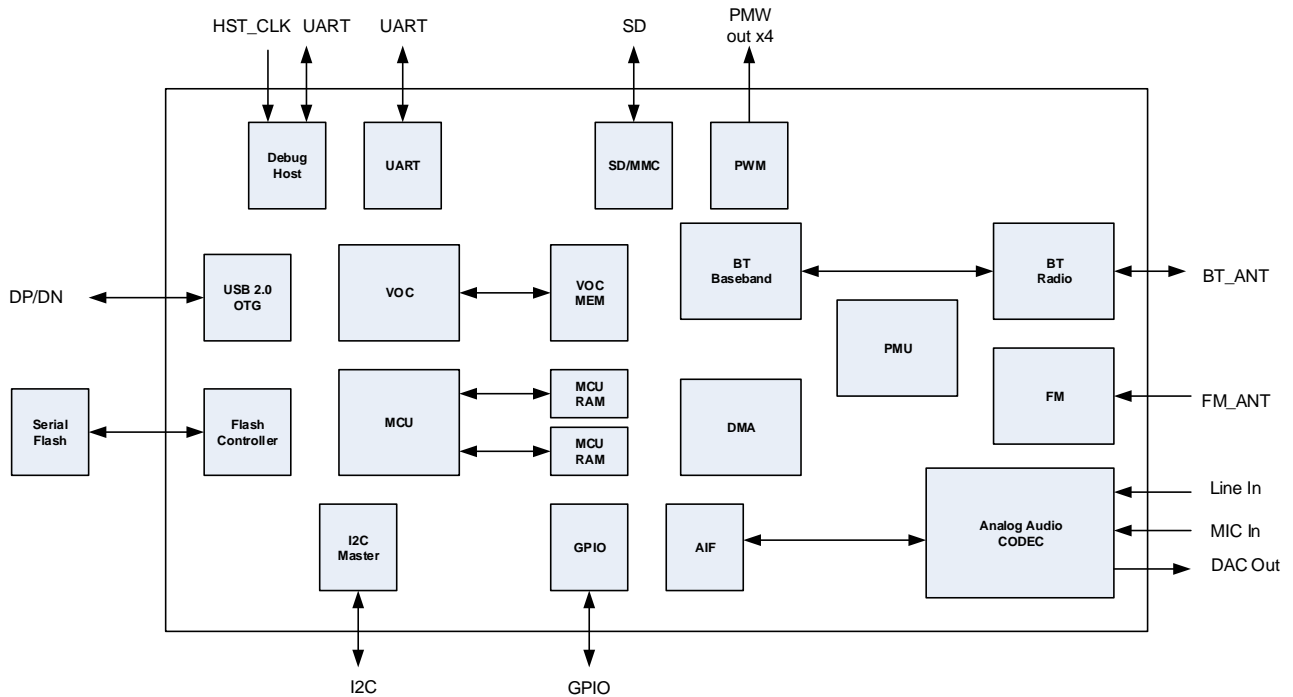 HST_CLK UART
UART
SD
PMW
out x4
Debug
Host
UART
SD/MMC
PWM
DP/DN
USB 2.0
OTG
VOC
VOC
MEM
BT
Baseband
BT
Radio
BT_ANT
PMU
Serial
Flash
Flash
Controller
MCU
MCU
RAM
MCU
RAM
DMA
FM
FM_ANT
I2C
Master
GPIO
AIF
Analog Audio
CODEC
Line In
MIC In
DAC Out
I2C
GPIO